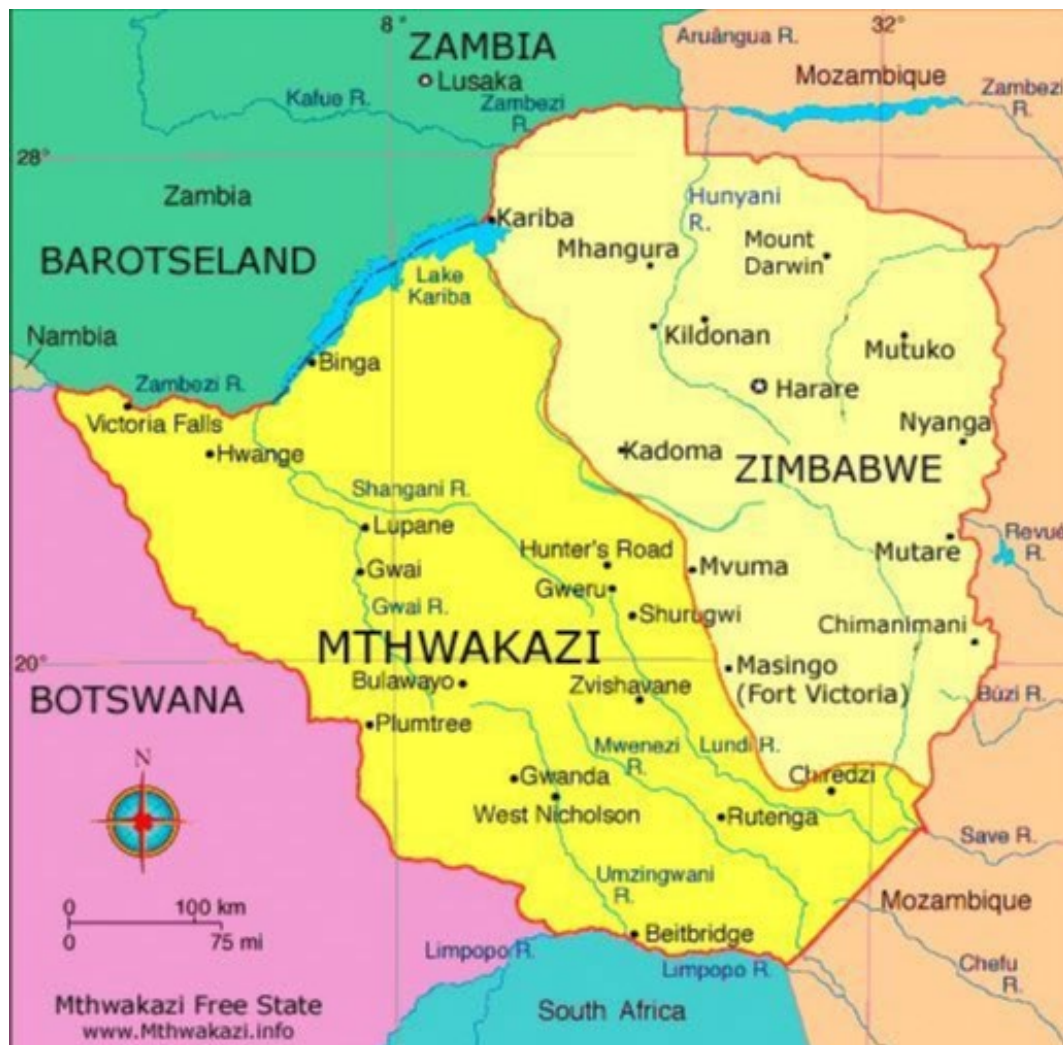 8°
32°
ZAMBIA
Lusaka
Kafue R.
Zambezi
R.
Aruângua R.
Mozambique
Zambezi
R.
28°
Zambia
BAROTSELAND
Kariba
Hunyani
R.
Mhangura
Mount
Darwin
Lake
Kariba
Nambia
Binga
Kildonan
Mutuko
Harare
Zambezi R.
Victoria Falls
Hwange
Nyanga
Kadoma
ZIMBABWE
Shangani R.
Lupane
Hunter's Road
Gwai
Gweru
Mvuma
Mutare
Revué
R.
Gwai R.
Shurugwi
Chimanimani
MTHWAKAZI
20°
BOTSWANA
Bulawayo
Zvishavane
Masingo
(Fort Victoria)
Búzi R.
Plumtree
Mwenezi
R.
Lundi R.
N
Gwanda
West Nicholson
Chiredzi
Rutenga
Save R.
Umzingwani
R.
Mozambique
0 100 km
0 75 mi
Beitbridge
Limpopo R.
Limpopo R.
Chefu
R.
South Africa
Mthwakazi Free State
www.Mthwakazi.info